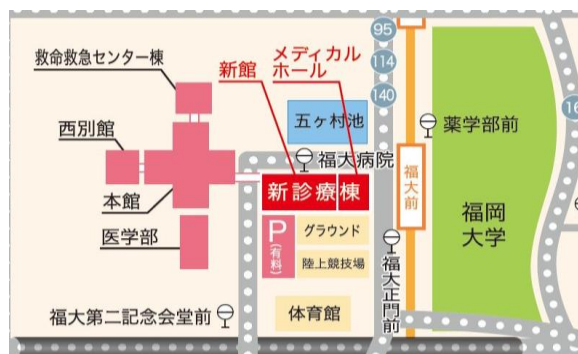 救命救急センター棟
新館
メディカル
ホール
95
114
140
16
西別館
五ヶ村池
薬学部前
福大病院
本館
新診療棟
福大前
福岡
大学
医学部
P
(有料)
グラウンド
陸上競技場
福大正門前
福大第二記念会堂前
体育館